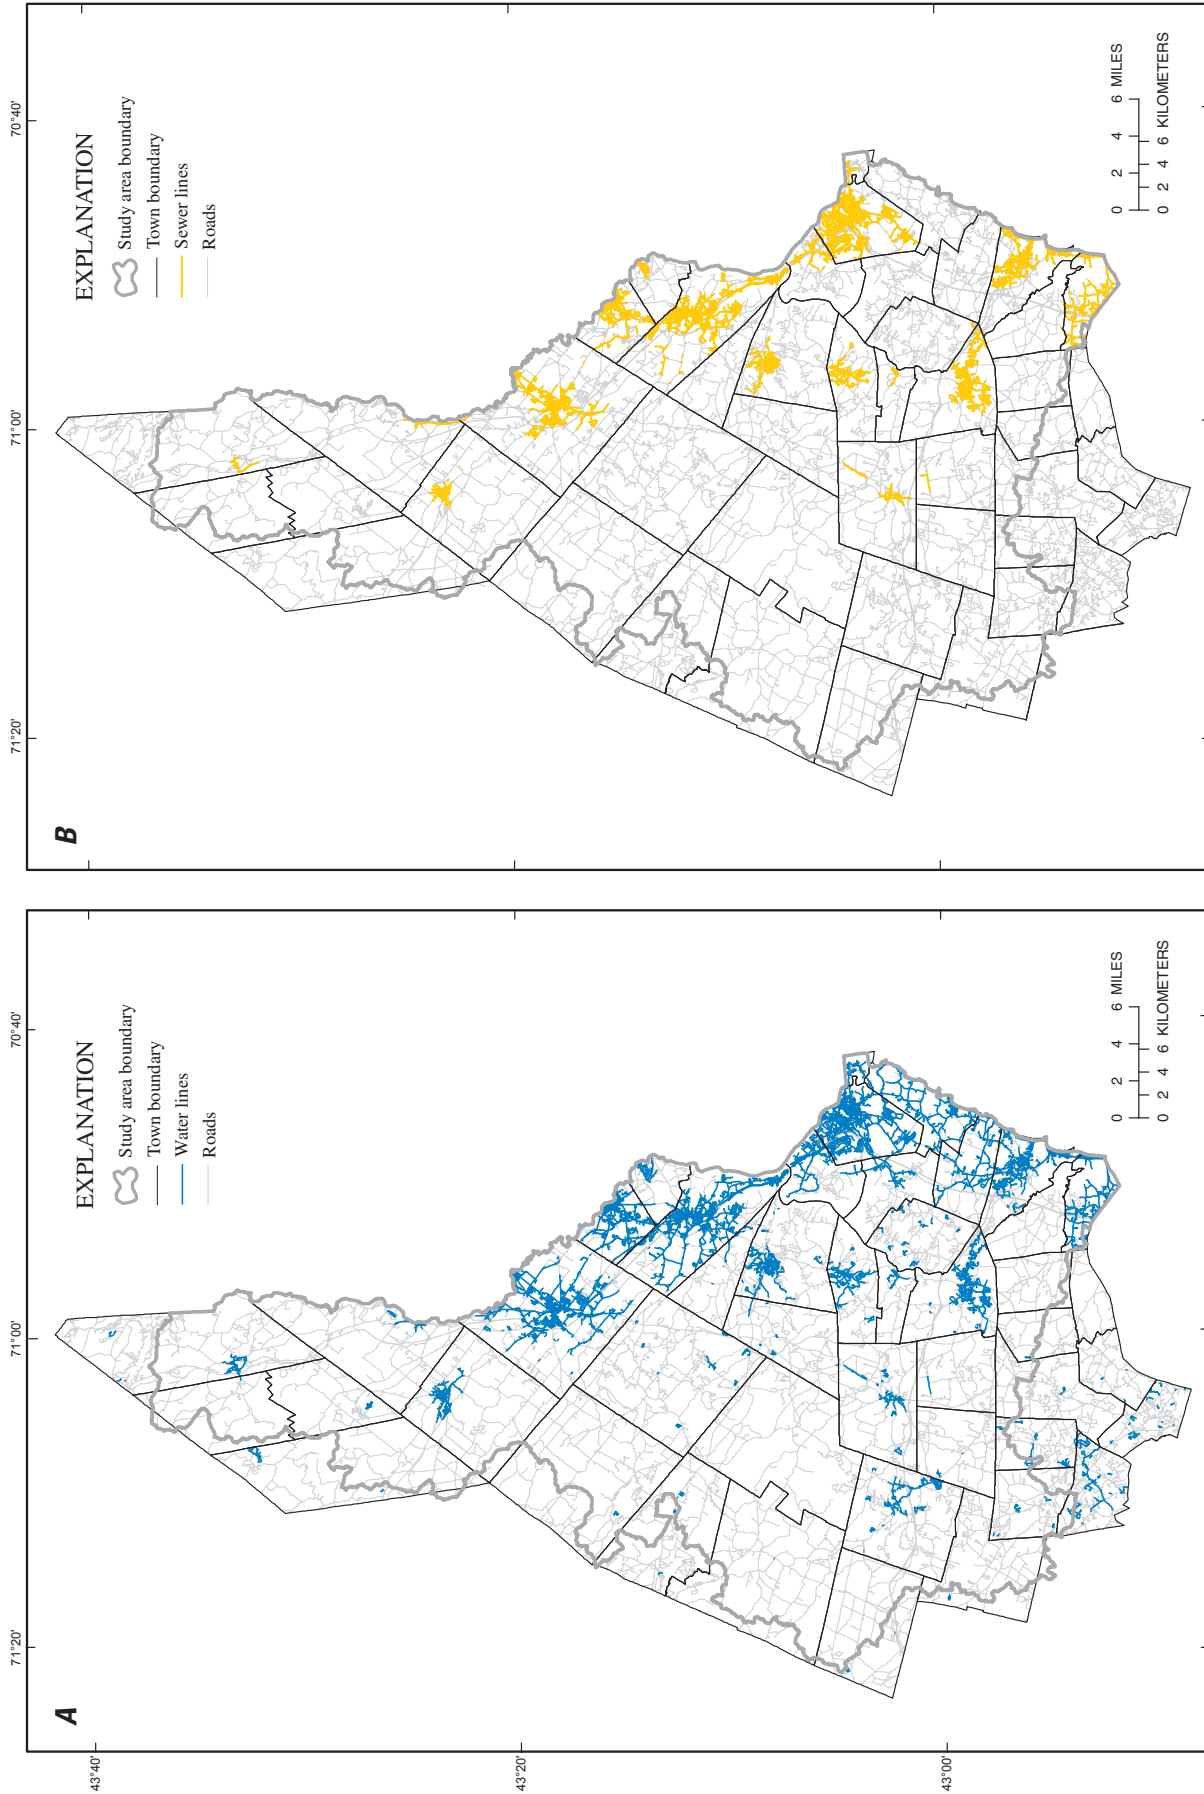 A
71°20'
71°00'
70°40'
43°40'
43°20'
43°00'
EXPLANATION
Study area boundary
Town boundary
Water lines
Roads
0 2 4 6 MILES
0 2 4 6 KILOMETERS
B
71°20'
71°00'
70°40'
EXPLANATION
Study area boundary
Town boundary
Sewer lines
Roads
0 2 4 6 MILES
0 2 4 6 KILOMETERS